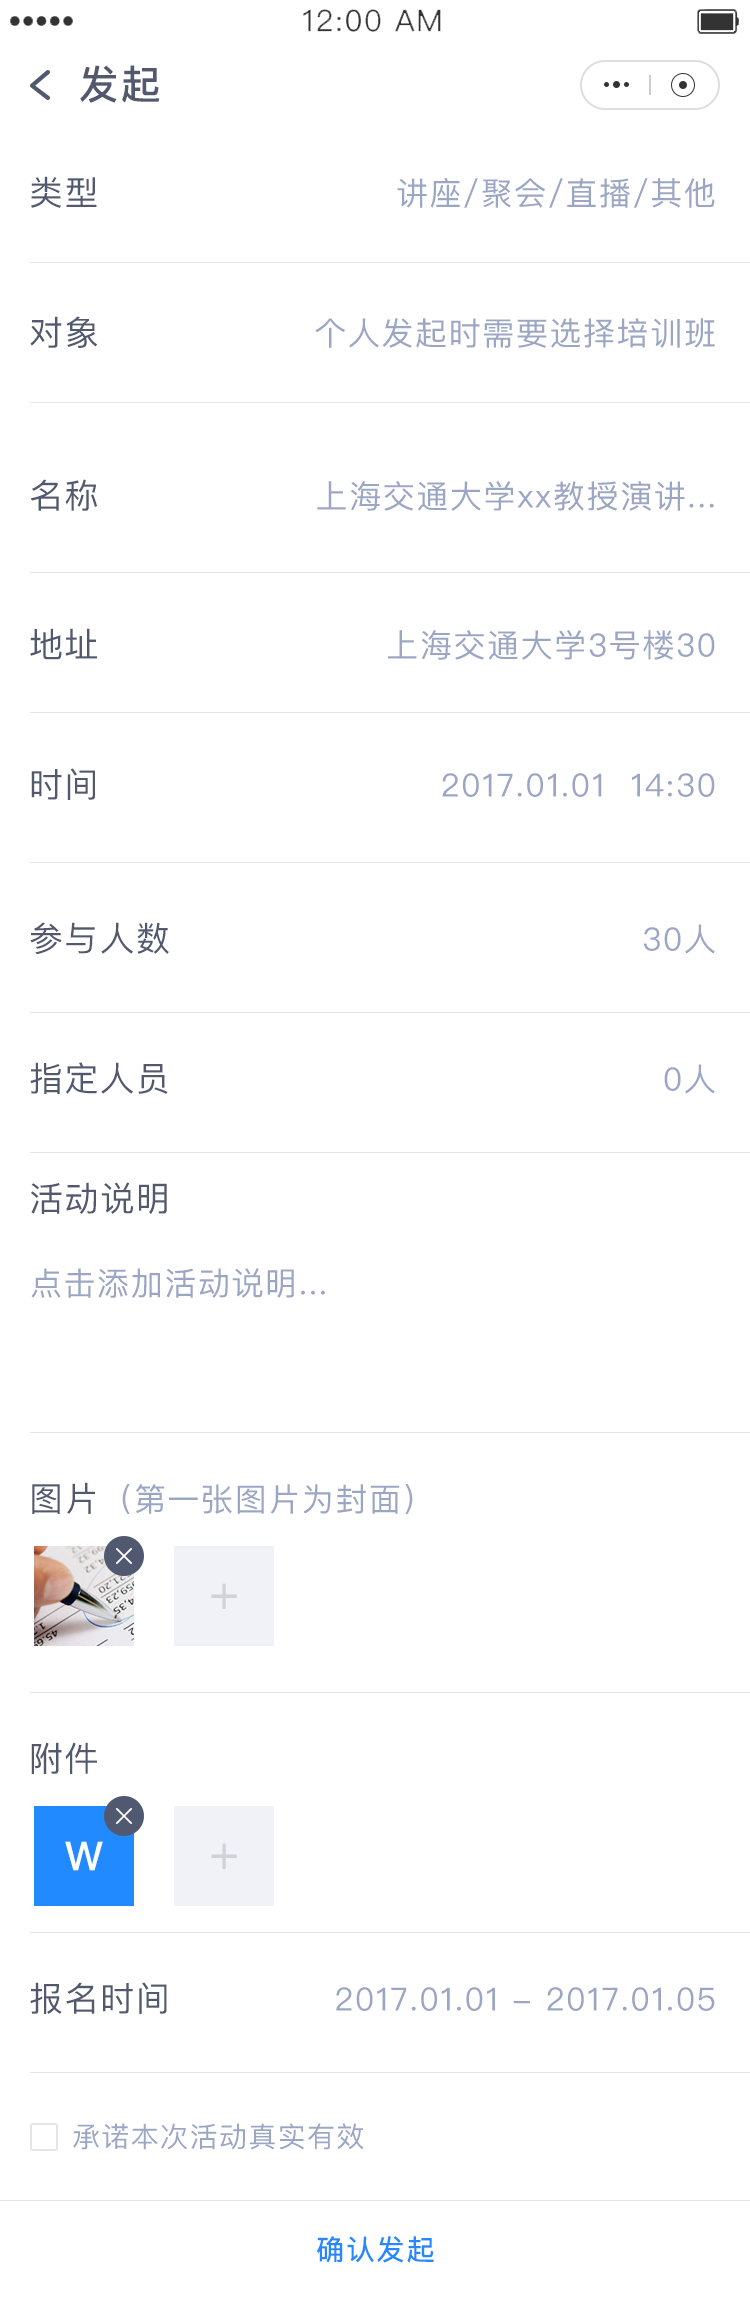 12:00 AM
发起
类型 讲座/聚会/直播/其他
对象 个人发起时需要选择培训班
名称 上海交通大学xx教授演讲...
地址 上海交通大学3号楼30
时间 2017.01.01 14:30
参与人数 30人
指定人员 0人
活动说明
点击添加活动说明...
图片（第一张图片为封面）
附件
W
报名时间 2017.01.01 – 2017.01.05
承诺本次活动真实有效
确认发起